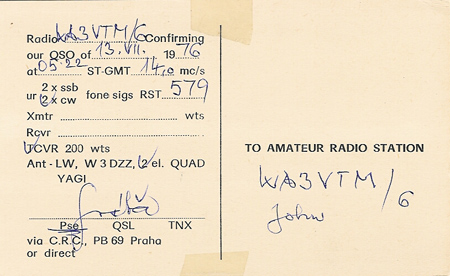 Radio WA3VTM/6 Confirming
our QSO of 13.VII. 1976
at 05.22 ST-GMT 14,0 mc/s
ur 2 x ssb
2 x cw fone sigs RST 579
Xmtr wts
Rcvr
TCVR 200 wts
Ant - LW, W 3 DZZ, 2 el. QUAD
YAGI
Pse QSL TNX
via C.R.C., PB 69 Praha
or direct
TO AMATEUR RADIO STATION
WA3VTM/6
John